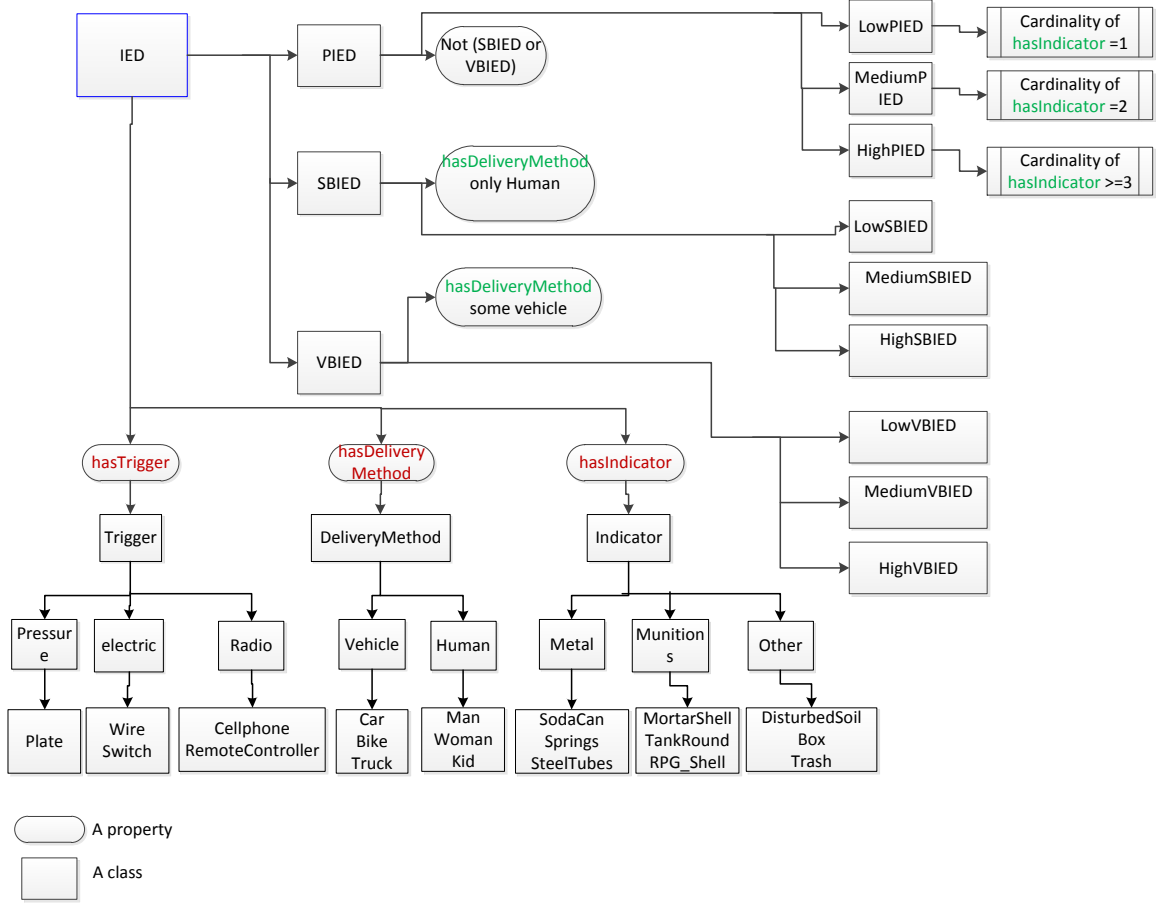 IED
PIED
Not (SBIED or
VBIED)
LowPIED
Cardinality of
hasIndicator =1
MediumP
IED
Cardinality of
hasIndicator =2
HighPIED
Cardinality of
hasIndicator >=3
SBIED
hasDeliveryMethod
only Human
LowSBIED
MediumSBIED
HighSBIED
hasDeliveryMethod
some vehicle
VBIED
LowVBIED
MediumVBIED
HighVBIED
hasTrigger
hasDelivery
Method
hasIndicator
Trigger
DeliveryMethod
Indicator
Pressur
e
electric
Radio
Vehicle
Human
Metal
Munition
s
Other
Plate
Wire
Switch
Cellphone
RemoteController
Car
Bike
Truck
Man
Woman
Kid
SodaCan
Springs
SteelTubes
MortarShell
TankRound
RPG_Shell
DisturbedSoil
Box
Trash
A property
A class